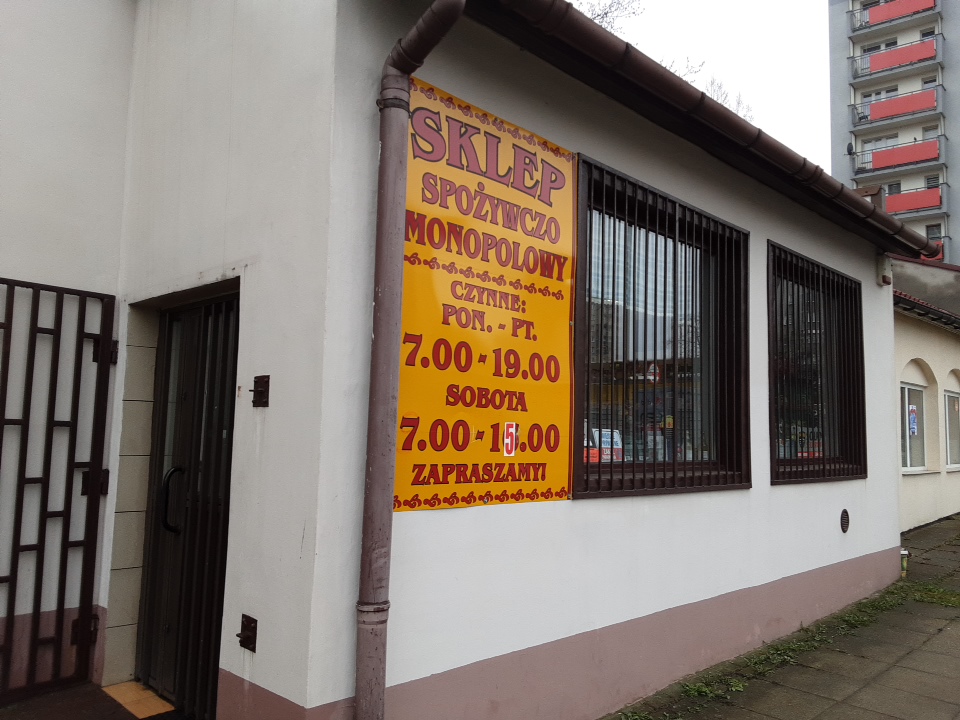 SKLEP
SPOŻYWCZO
MONOPOLOWY
CZYNNE:
PON. - PT.
7.00 - 19.00
SOBOTA
7.00 - 15.00
ZAPRASZAMY!